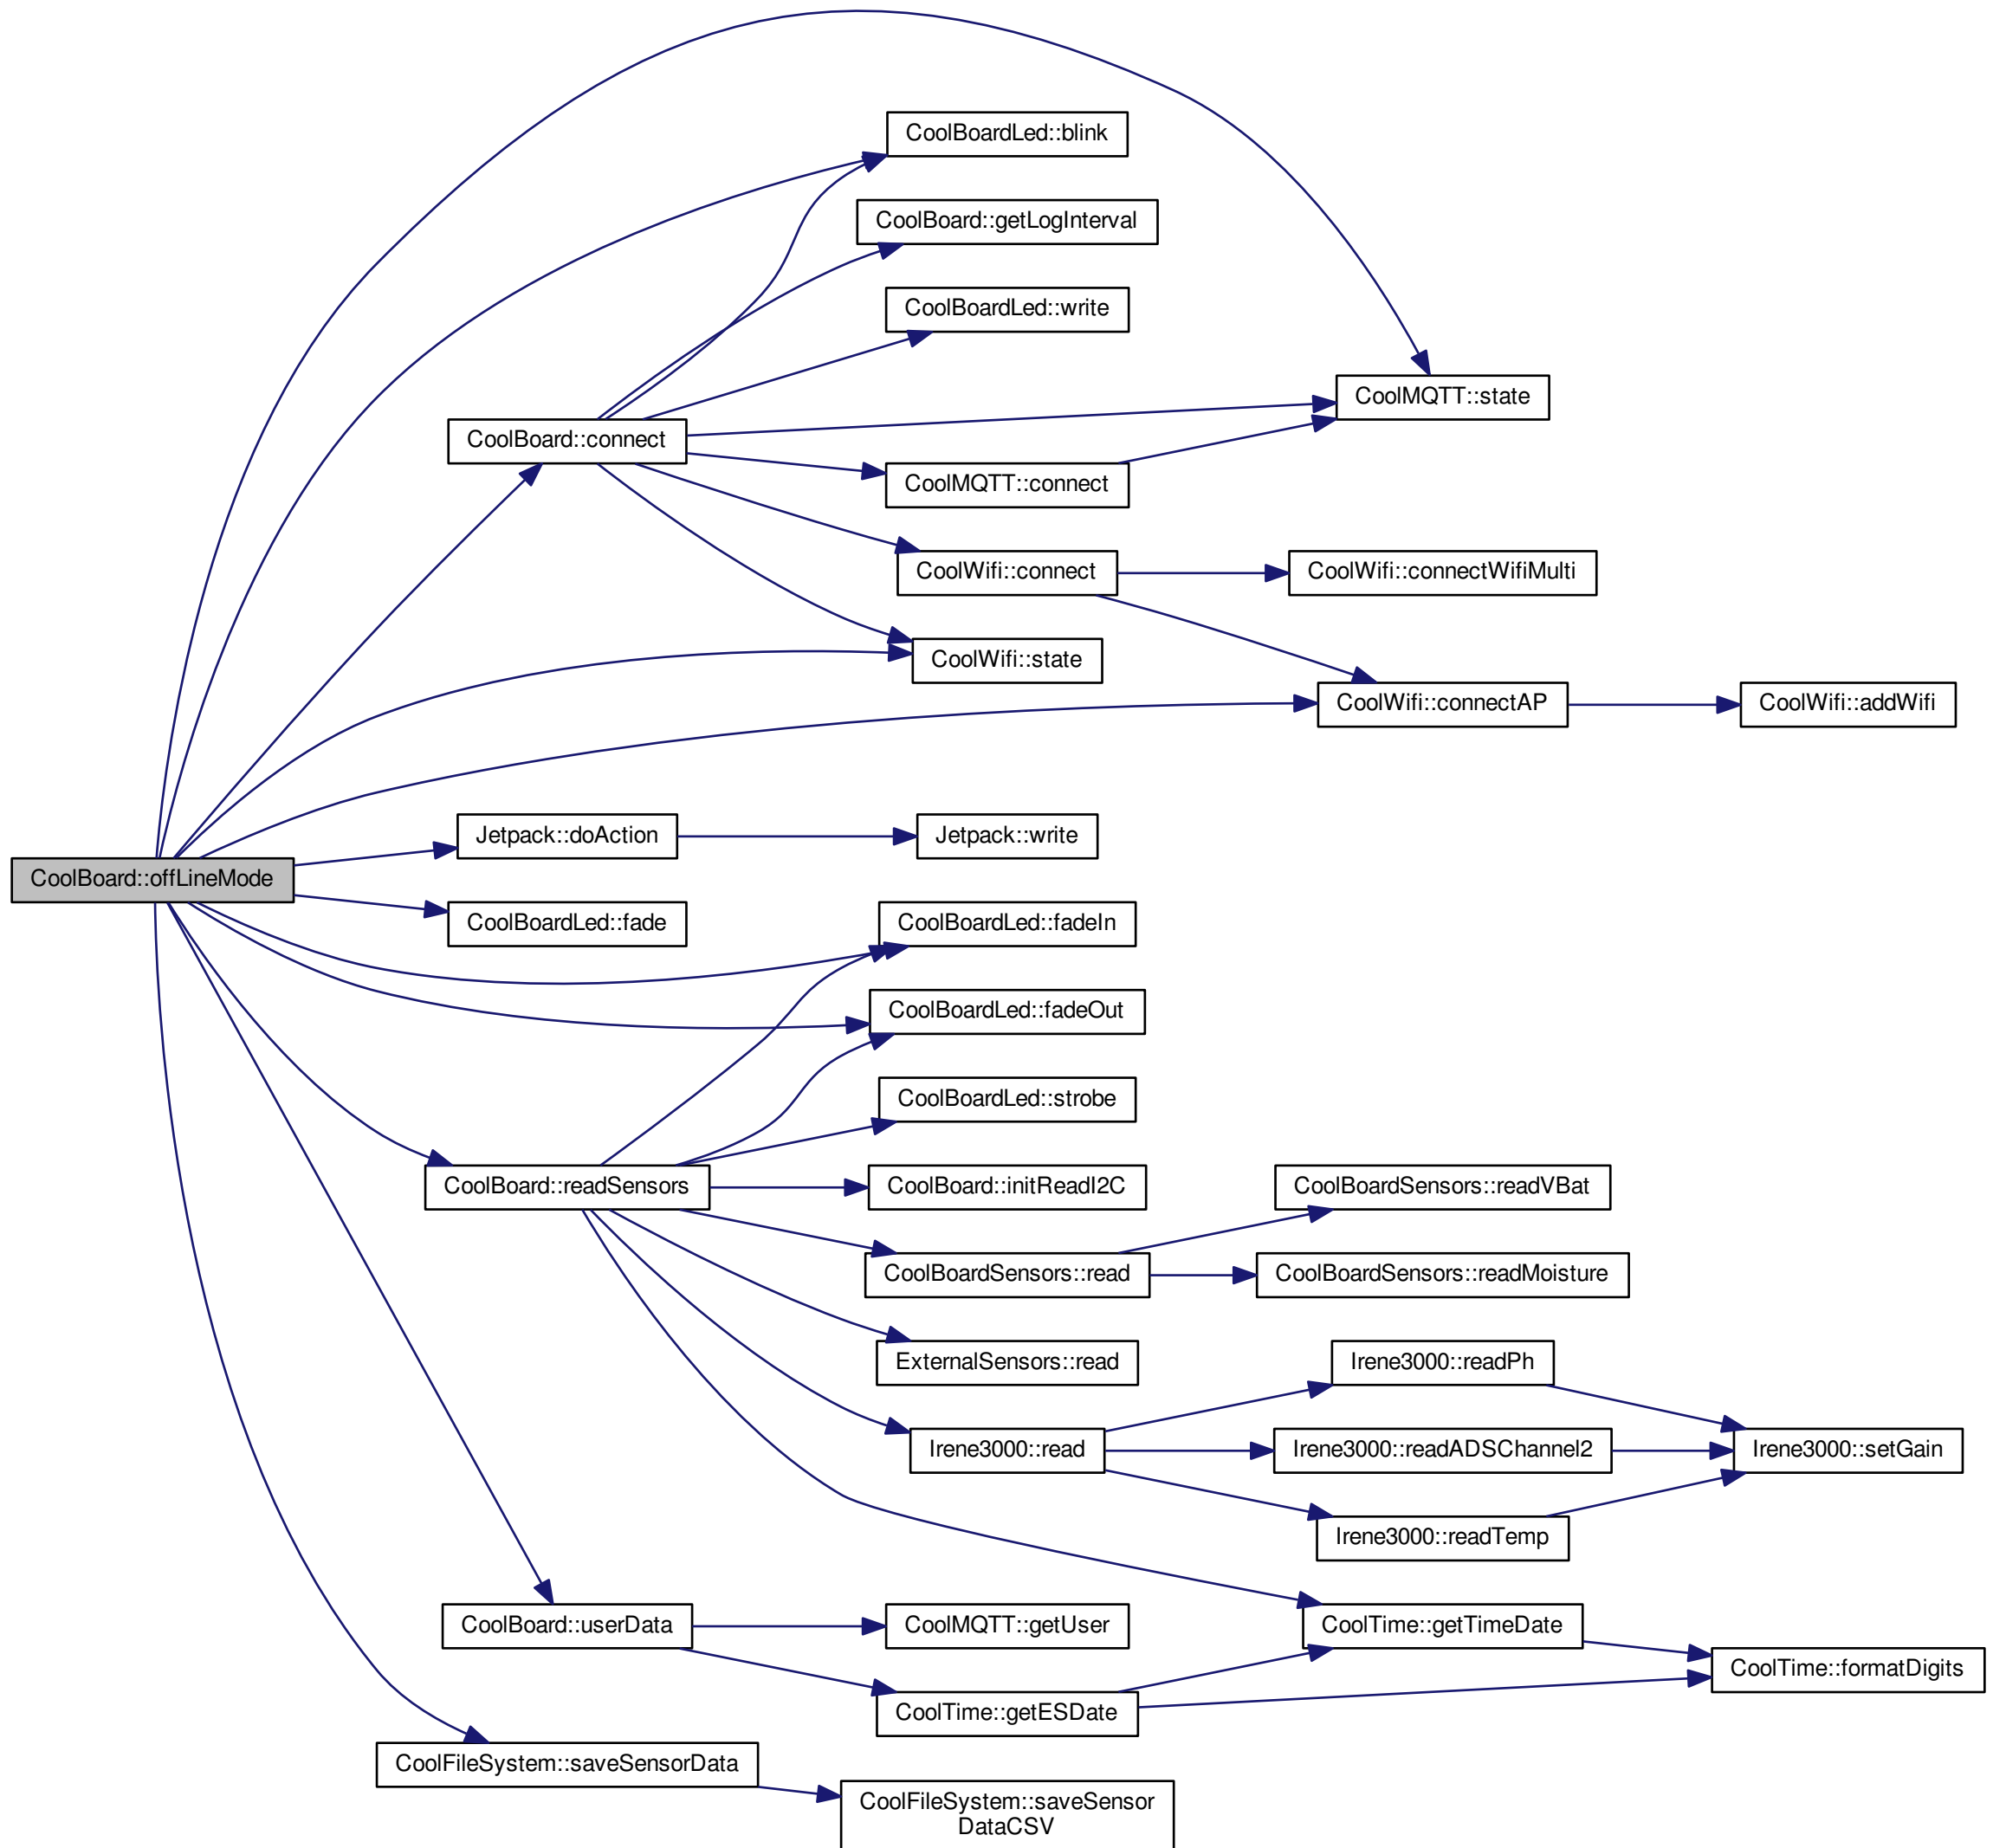 CoolBoardLed::blink
CoolBoard::getLogInterval
CoolBoardLed::write
CoolMQTT::state
CoolBoard::connect
CoolMQTT::connect
CoolWifi::connect
CoolWifi::connectWifiMulti
CoolWifi::state
CoolWifi::connectAP
CoolWifi::addWifi
Jetpack::doAction
Jetpack::write
CoolBoard::offLineMode
CoolBoardLed::fade
CoolBoardLed::fadeIn
CoolBoardLed::fadeOut
CoolBoardLed::strobe
CoolBoard::readSensors
CoolBoard::initReadI2C
CoolBoardSensors::readVBat
CoolBoardSensors::read
CoolBoardSensors::readMoisture
ExternalSensors::read
Irene3000::readPh
Irene3000::read
Irene3000::readADSChannel2
Irene3000::setGain
Irene3000::readTemp
CoolBoard::userData
CoolMQTT::getUser
CoolTime::getTimeDate
CoolTime::formatDigits
CoolTime::getESDate
CoolFileSystem::saveSensorData
CoolFileSystem::saveSensor
DataCSV